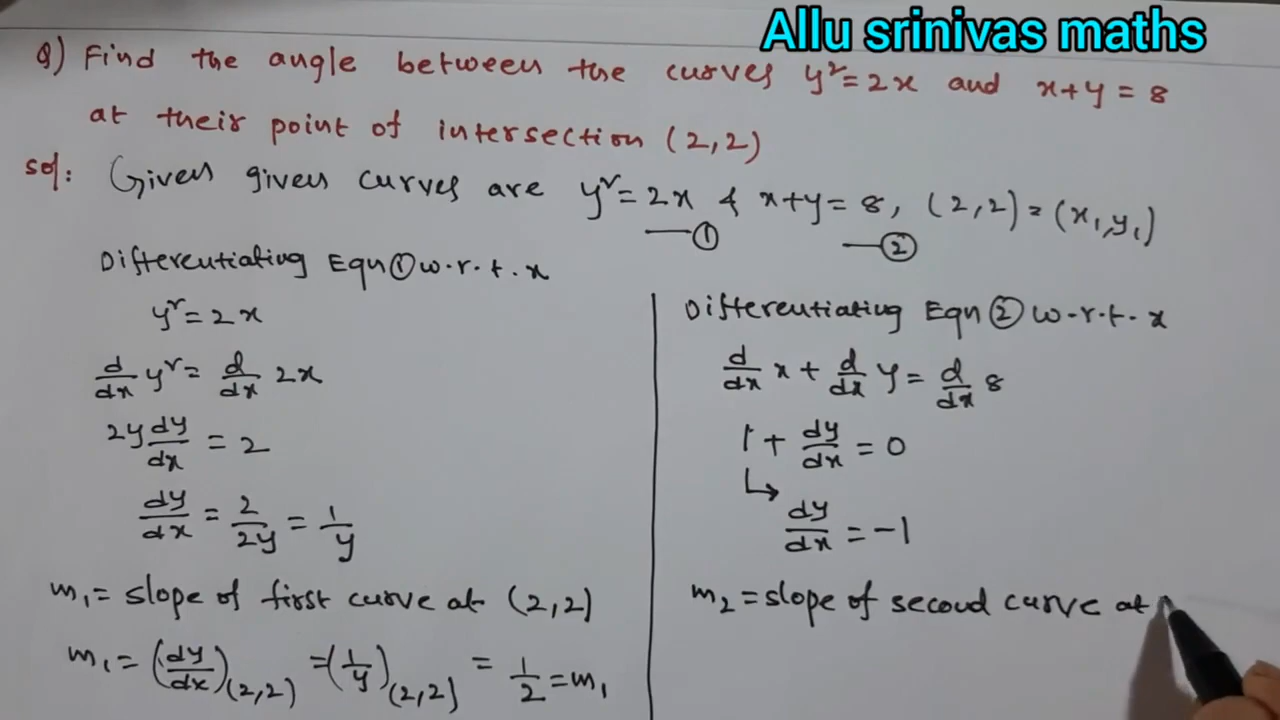 Allu srinivas maths
Q) Find the angle between the curves y²=2x and x+y=8
at their point of intersection (2,2)
Sol: Given given curves are y²=2x & x+y=8, (2,2)=(x₁,y₁)
—① —②
Differentiating Eqn ① w.r.t.x
y²=2x
d/dx y² = d/dx 2x
2y dy/dx = 2
dy/dx = 2/2y = 1/y
m₁ = slope of first curve at (2,2)
m₁ = (dy/dx)(2,2) = (1/y)(2,2) = 1/2 = m₁
Differentiating Eqn ② w.r.t. x
d/dx x + d/dx y = d/dx 8
1 + dy/dx = 0
↳ dy/dx = -1
m₂ = slope of second curve at